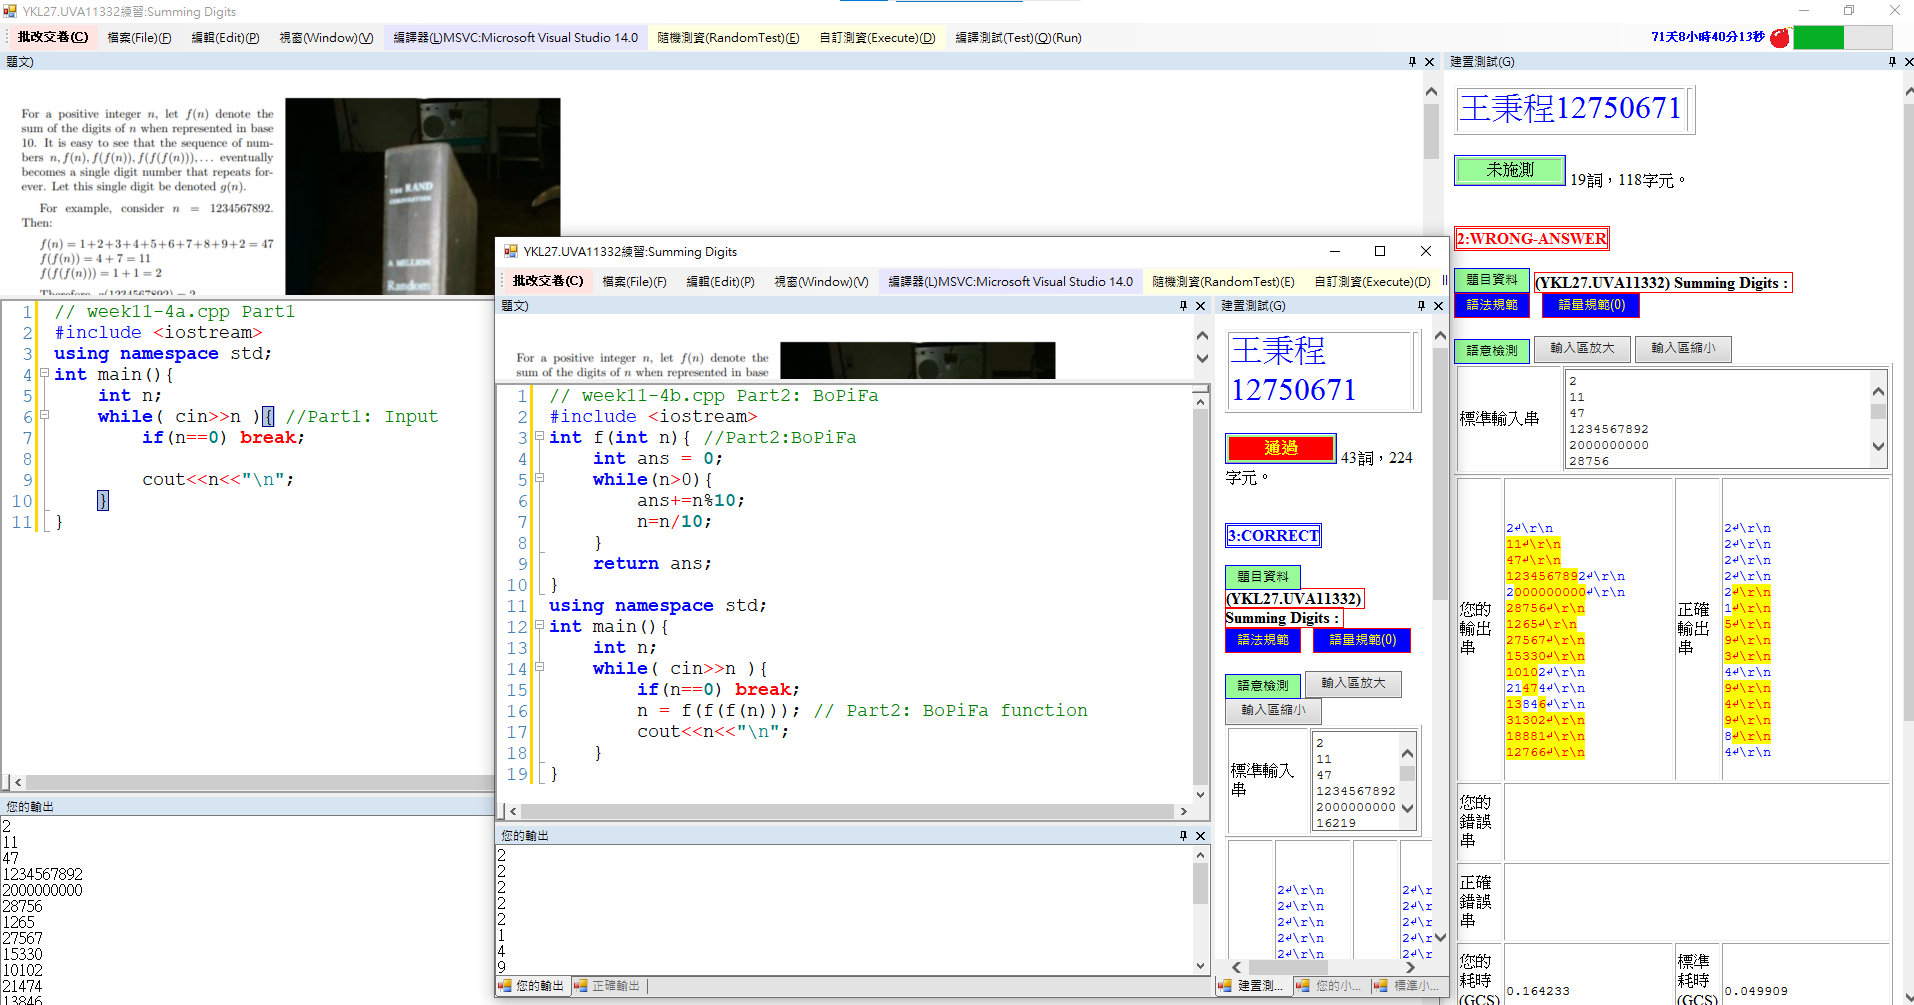 YKL27.UVA11332練習:Summing Digits
批改交卷(C) 檔案(File)(F) 編輯(Edit)(P) 視窗(Window)(V) 編譯器(L)MSVC:Microsoft Visual Studio 14.0 隨機測資(RandomTest)(E) 自訂測資(Execute)(D) 編譯測試(Test)(Q)(Run)
71天8小時40分13秒
題文)
For a positive integer n, let f(n) denote the
sum of the digits of n when represented in base
10. It is easy to see that the sequence of num-
bers n, f(n), f(f(n)), f(f(f(n))), . . . eventually
becomes a single digit number that repeats for-
ever. Let this single digit be denoted g(n).
For example, consider n = 1234567892.
Then:
f(n) = 1+2+3+4+5+6+7+8+9+2 = 47
f(f(n)) = 4 + 7 = 11
f(f(f(n))) = 1 + 1 = 2
Therefore, g(1234567892) = 2
THE RAND
CORPORATION
A MILLION
Random
1 // week11-4a.cpp Part1
2 #include <iostream>
3 using namespace std;
4 int main(){
5 int n;
6 while( cin>>n ){ //Part1: Input
7 if(n==0) break;
8
9 cout<<n<<"\n";
10 }
11 }
您的輸出
2
11
47
1234567892
2000000000
28756
1265
27567
15330
10102
21474
13846
YKL27.UVA11332練習:Summing Digits
批改交卷(C) 檔案(File)(F) 編輯(Edit)(P) 視窗(Window)(V) 編譯器(L)MSVC:Microsoft Visual Studio 14.0 隨機測資(RandomTest)(E) 自訂測資(Execute)(D)
題文)
For a positive integer n, let f(n) denote the
sum of the digits of n when represented in base
1 // week11-4b.cpp Part2: BoPiFa
2 #include <iostream>
3 int f(int n){ //Part2:BoPiFa
4 int ans = 0;
5 while(n>0){
6 ans+=n%10;
7 n=n/10;
8 }
9 return ans;
10 }
11 using namespace std;
12 int main(){
13 int n;
14 while( cin>>n ){
15 if(n==0) break;
16 n = f(f(f(n))); // Part2: BoPiFa function
17 cout<<n<<"\n";
18 }
19 }
您的輸出
2
2
2
2
2
1
4
9
您的輸出 正確輸出
建置測試(G)
王秉程
12750671
通過 43詞，224
字元。
3:CORRECT
題目資料
(YKL27.UVA11332)
Summing Digits :
語法規範 語量規範(0)
語意檢測 輸入區放大
輸入區縮小
標準輸入
串
2
11
47
1234567892
2000000000
16219
2↲\r\n 2↲\r
2↲\r\n 2↲\r
2↲\r\n 2↲\r
2↲\r\n 2↲\r
2↲\r\n 2↲\r
建置測... 您的小... 標準小...
建置測試(G)
王秉程12750671
未施測 19詞，118字元。
2:WRONG-ANSWER
題目資料 (YKL27.UVA11332) Summing Digits :
語法規範 語量規範(0)
語意檢測 輸入區放大 輸入區縮小
標準輸入串
2
11
47
1234567892
2000000000
28756
您的
輸出
串
2↲\r\n
11↲\r\n
47↲\r\n
1234567892↲\r\n
2000000000↲\r\n
28756↲\r\n
1265↲\r\n
27567↲\r\n
15330↲\r\n
10102↲\r\n
21474↲\r\n
13846↲\r\n
31302↲\r\n
18881↲\r\n
12766↲\r\n
正確
輸出
串
2↲\r\n
2↲\r\n
2↲\r\n
2↲\r\n
2↲\r\n
1↲\r\n
5↲\r\n
9↲\r\n
3↲\r\n
4↲\r\n
9↲\r\n
4↲\r\n
9↲\r\n
8↲\r\n
4↲\r\n
您的
錯誤
串
正確
錯誤
串
您的
耗時
(GCS)
0.164233
標準
耗時
(GCS)
0.049909